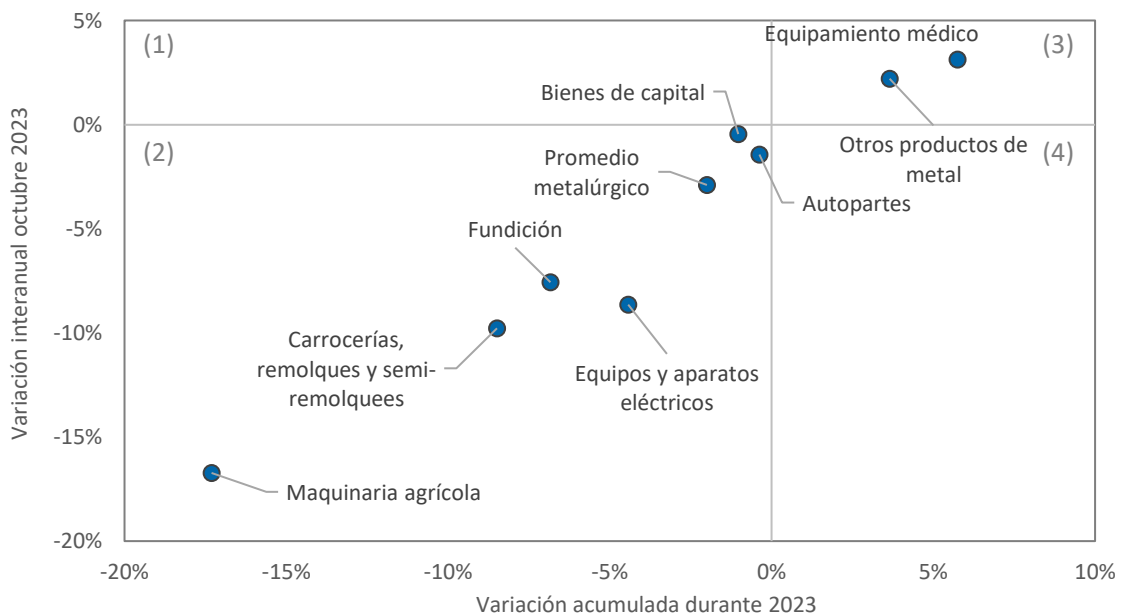 5%
(1)
Equipamiento médico
(3)
Bienes de capital
0%
(2)
Otros productos de
metal
(4)
Promedio
metalúrgico
Autopartes
-5%
Fundición
-10%
Carrocerías,
remolques y semi-
remolquees
Equipos y aparatos
eléctricos
-15%
Maquinaria agrícola
-20%
-20%
-15%
-10%
-5%
0%
5%
10%
Variación interanual octubre 2023
Variación acumulada durante 2023